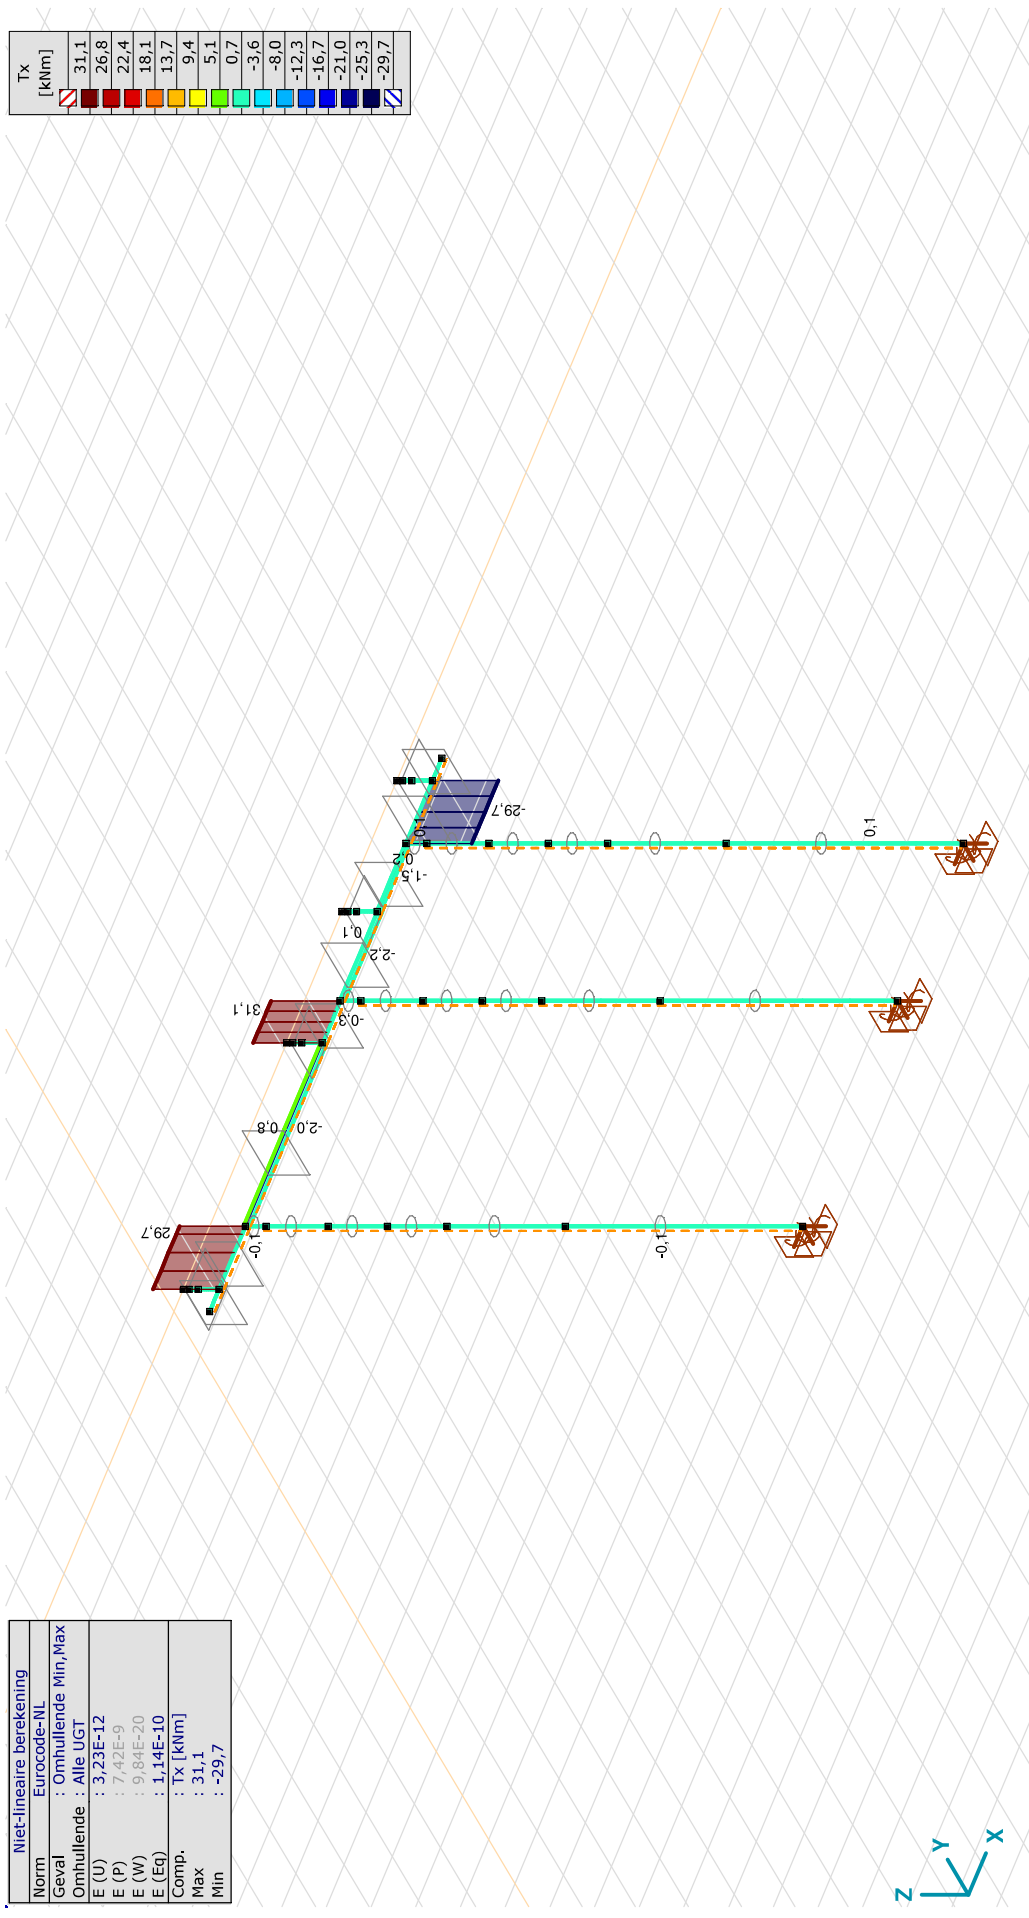 Niet-lineaire berekening
Norm Eurocode-NL
Geval : Omhullende Min,Max
Omhullende : Alle UGT
E (U) : 3,23E-12
E (P) : 7,42E-9
E (W) : 9,84E-20
E (Eq) : 1,14E-10
Comp. : Tx [kNm]
Max : 31,1
Min : -29,7
Tx
[kNm]
31,1
26,8
22,4
18,1
13,7
9,4
5,1
0,7
-3,6
-8,0
-12,3
-16,7
-21,0
-25,3
-29,7
29,7
-0,1
-0,1
0,8
-2,0
31,1
-0,3
-2,2
0,1
-1,5
0,2
0,1
-29,7
0,1
Z
Y
X